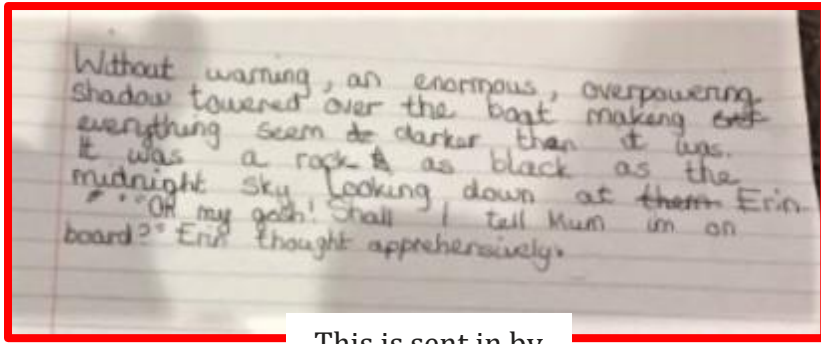 Without warning, an enormous, overpowering
shadow towered over the boat making
everything seem darker than it was.
It was a rock as black as the
midnight sky looking down at them Erin
"OH my gosh! Shall I tell Mum im on
board?" Erin thought apprehensively.
This is sent in by